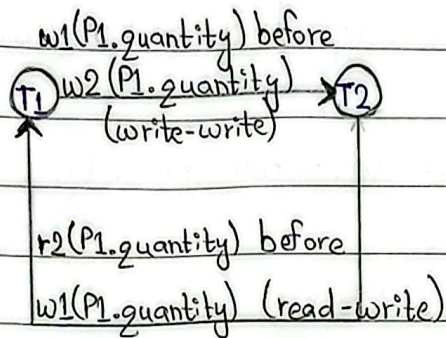 w1(P1.quantity) before
T1 w2(P1.quantity) T2
(write-write)
r2(P1.quantity) before
w1(P1.quantity) (read-write)